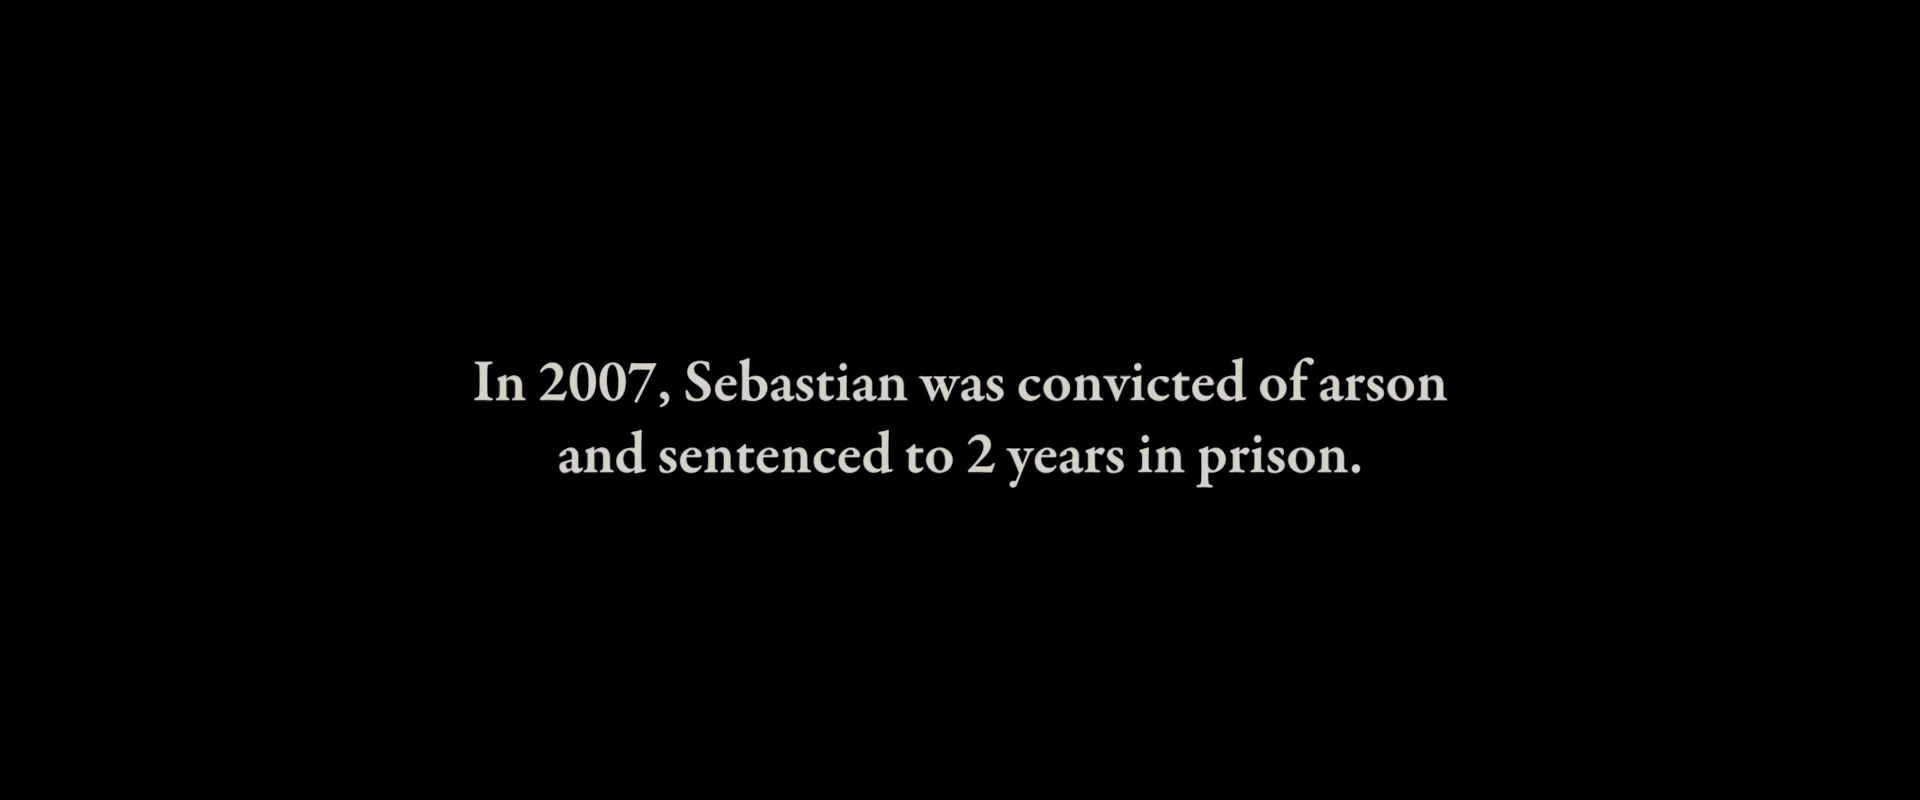 In 2007, Sebastian was convicted of arson
and sentenced to 2 years in prison.